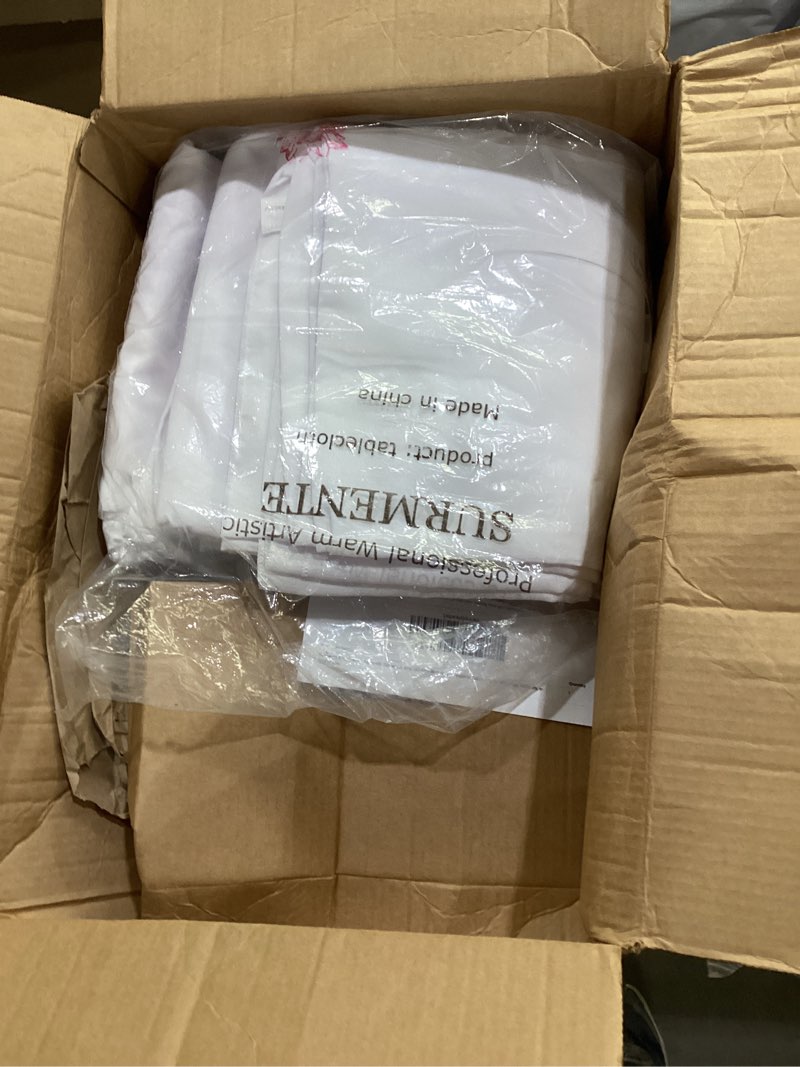 Professional Warm Artistic
SURMENTE
product: tablecloth
Made in china